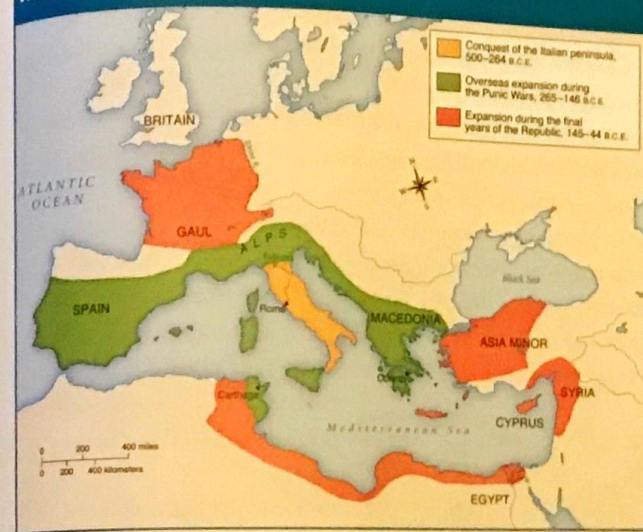 Conquest of the Italian peninsula,
500–264 B.C.E.
Overseas expansion during
the Punic Wars, 265–146 B.C.E.
Expansion during the final
years of the Republic, 145–44 B.C.E.
BRITAIN
ATLANTIC
OCEAN
GAUL
ALPS
Black Sea
SPAIN
Rome
MACEDONIA
ASIA MINOR
Carthage
SYRIA
CYPRUS
Mediterranean Sea
0 200 400 miles
0 200 400 kilometers
EGYPT